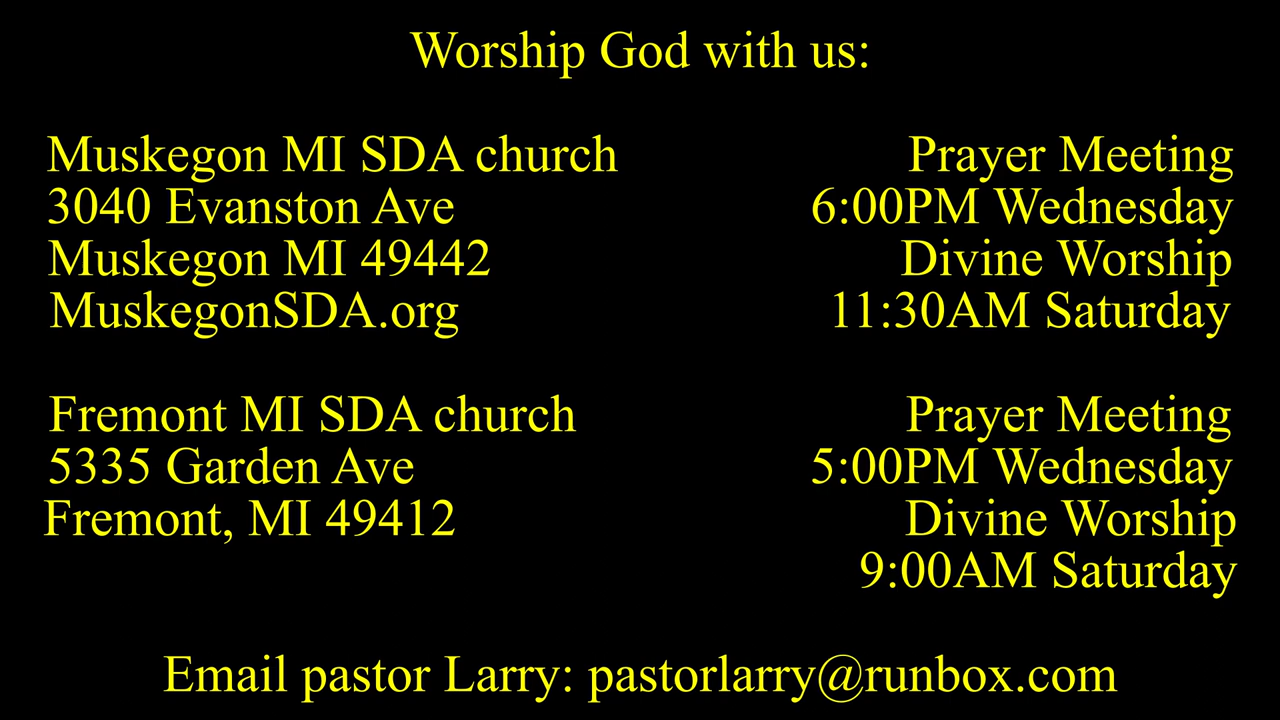 Worship God with us:
Muskegon MI SDA church
3040 Evanston Ave
Muskegon MI 49442
MuskegonSDA.org
Prayer Meeting
6:00PM Wednesday
Divine Worship
11:30AM Saturday
Fremont MI SDA church
5335 Garden Ave
Fremont, MI 49412
Prayer Meeting
5:00PM Wednesday
Divine Worship
9:00AM Saturday
Email pastor Larry: pastorlarry@runbox.com